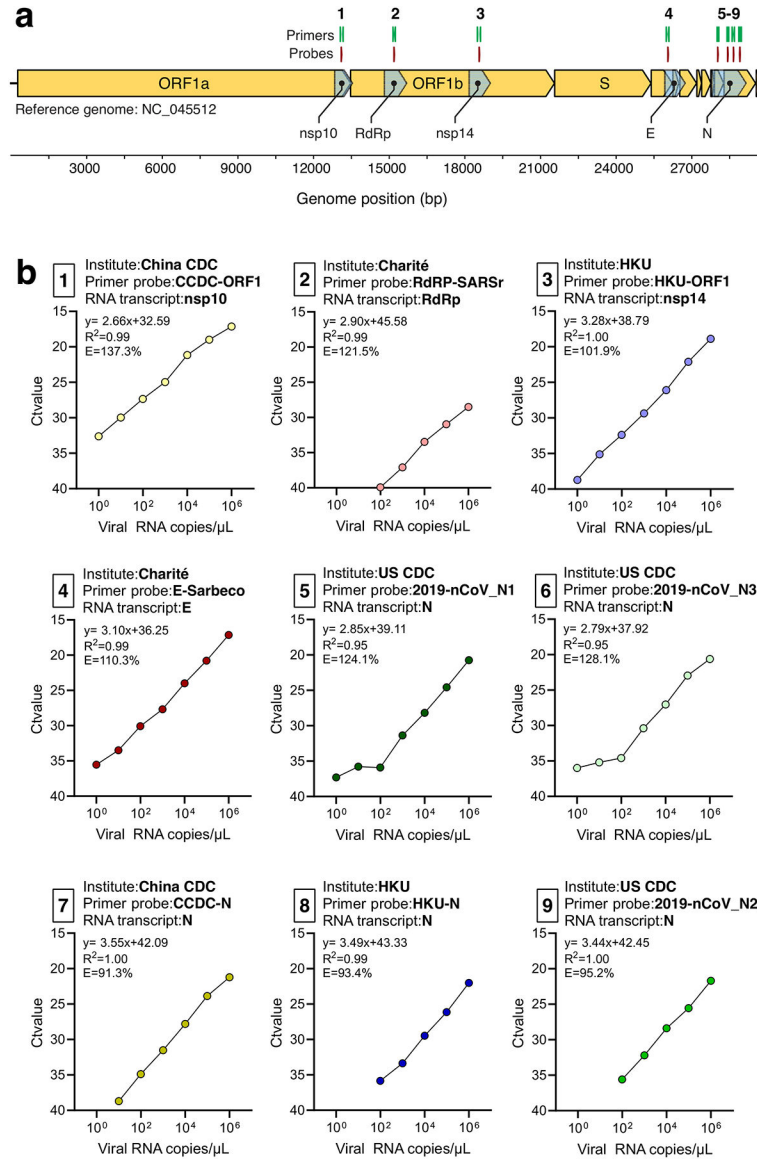 a
1 2 3 4 5-9
Primers
Probes
ORF1a ORF1b S
Reference genome: NC_045512
nsp10 RdRp nsp14 E N
3000 6000 9000 12000 15000 18000 21000 24000 27000
Genome position (bp)
b
1
Institute:China CDC
Primer probe:CCDC-ORF1
RNA transcript:nsp10
y= 2.66x+32.59
R²=0.99
E=137.3%
15
20
25
30
35
40
Ctvalue
10⁰ 10² 10⁴ 10⁶
Viral RNA copies/µL
2
Institute:Charité
Primer probe:RdRP-SARSr
RNA transcript:RdRp
y= 2.90x+45.58
R²=0.99
E=121.5%
15
20
25
30
35
40
Ctvalue
10⁰ 10² 10⁴ 10⁶
Viral RNA copies/µL
3
Institute:HKU
Primer probe:HKU-ORF1
RNA transcript:nsp14
y= 3.28x+38.79
R²=1.00
E=101.9%
15
20
25
30
35
40
Ctvalue
10⁰ 10² 10⁴ 10⁶
Viral RNA copies/µL
4
Institute:Charité
Primer probe:E-Sarbeco
RNA transcript:E
y= 3.10x+36.25
R²=0.99
E=110.3%
15
20
25
30
35
40
Ctvalue
10⁰ 10² 10⁴ 10⁶
Viral RNA copies/µL
5
Institute:US CDC
Primer probe:2019-nCoV_N1
RNA transcript:N
y= 2.85x+39.11
R²=0.95
E=124.1%
15
20
25
30
35
40
Ctvalue
10⁰ 10² 10⁴ 10⁶
Viral RNA copies/µL
6
Institute:US CDC
Primer probe:2019-nCoV_N3
RNA transcript:N
y= 2.79x+37.92
R²=0.95
E=128.1%
15
20
25
30
35
40
Ctvalue
10⁰ 10² 10⁴ 10⁶
Viral RNA copies/µL
7
Institute:China CDC
Primer probe:CCDC-N
RNA transcript:N
y= 3.55x+42.09
R²=1.00
E=91.3%
15
20
25
30
35
40
Ctvalue
10⁰ 10² 10⁴ 10⁶
Viral RNA copies/µL
8
Institute:HKU
Primer probe:HKU-N
RNA transcript:N
y= 3.49x+43.33
R²=0.99
E=93.4%
15
20
25
30
35
40
Ctvalue
10⁰ 10² 10⁴ 10⁶
Viral RNA copies/µL
9
Institute:US CDC
Primer probe:2019-nCoV_N2
RNA transcript:N
y= 3.44x+42.45
R²=1.00
E=95.2%
15
20
25
30
35
40
Ctvalue
10⁰ 10² 10⁴ 10⁶
Viral RNA copies/µL